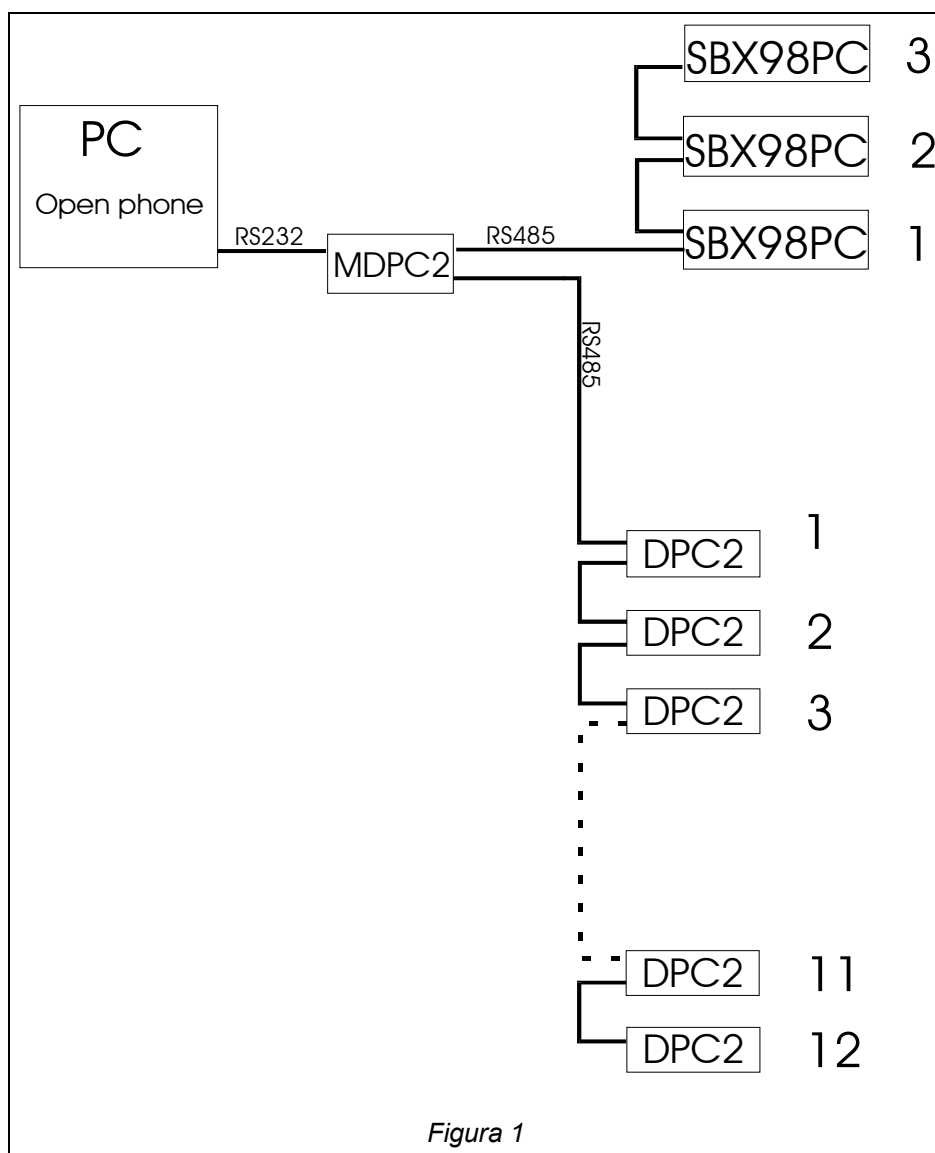 SBX98PC 3
PC
Open phone
SBX98PC 2
RS232
MDPC2
RS485
SBX98PC 1
RS485
DPC2 1
DPC2 2
DPC2 3
DPC2 11
DPC2 12
Figura 1